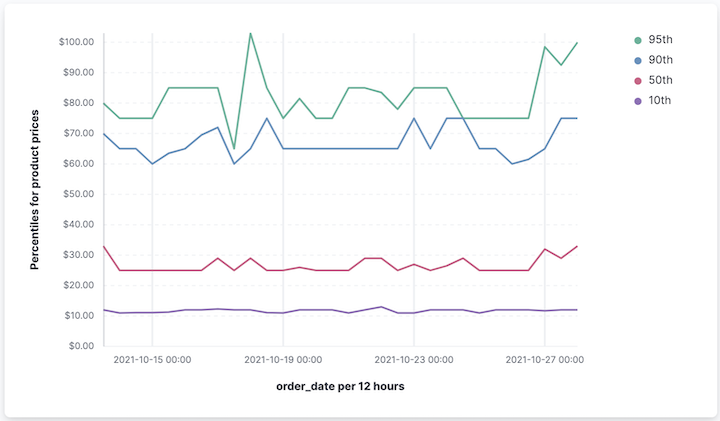 Percentiles for product prices
$100.00
$90.00
$80.00
$70.00
$60.00
$50.00
$40.00
$30.00
$20.00
$10.00
$0.00
2021-10-15 00:00 2021-10-19 00:00 2021-10-23 00:00 2021-10-27 00:00
order_date per 12 hours
95th
90th
50th
10th